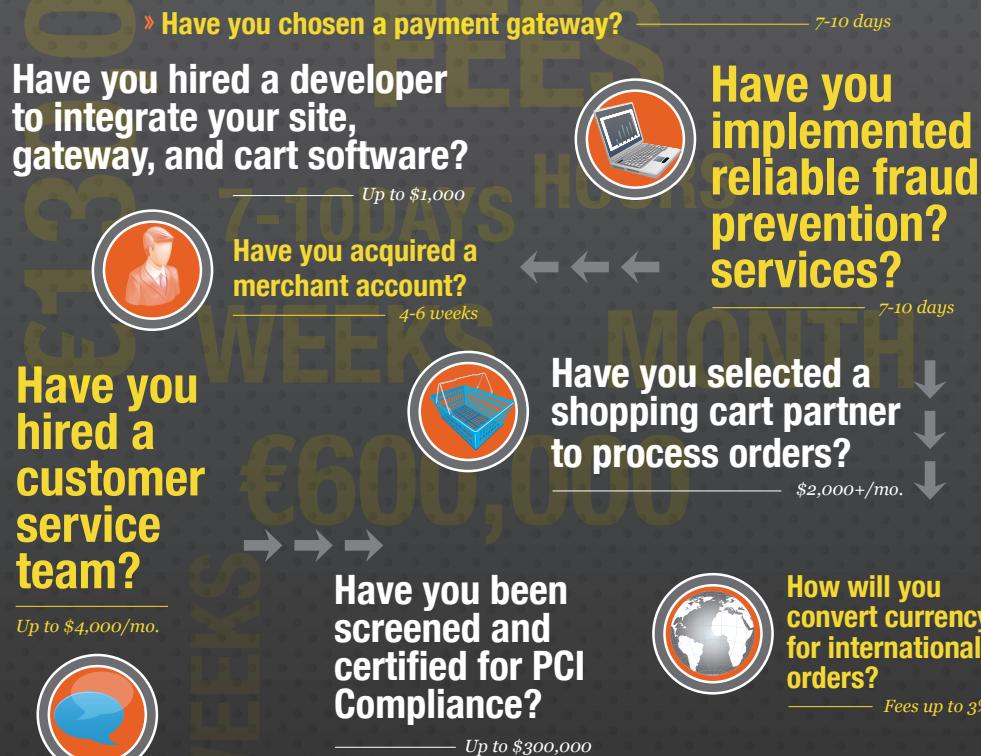 » Have you chosen a payment gateway?
7-10 days
Have you hired a developer
to integrate your site,
gateway, and cart software?
Up to $1,000
Have you
implemented
reliable fraud
prevention?
services?
7-10 days
Have you acquired a
merchant account?
4-6 weeks
Have you selected a
shopping cart partner
to process orders?
$2,000+/mo.
Have you
hired a
customer
service
team?
Up to $4,000/mo.
Have you been
screened and
certified for PCI
Compliance?
Up to $300,000
How will you
convert currency
for international
orders?
Fees up to 3%
FEES
HOURS
7-10DAYS
WEEKS
MONTH
€600,000
WEEKS